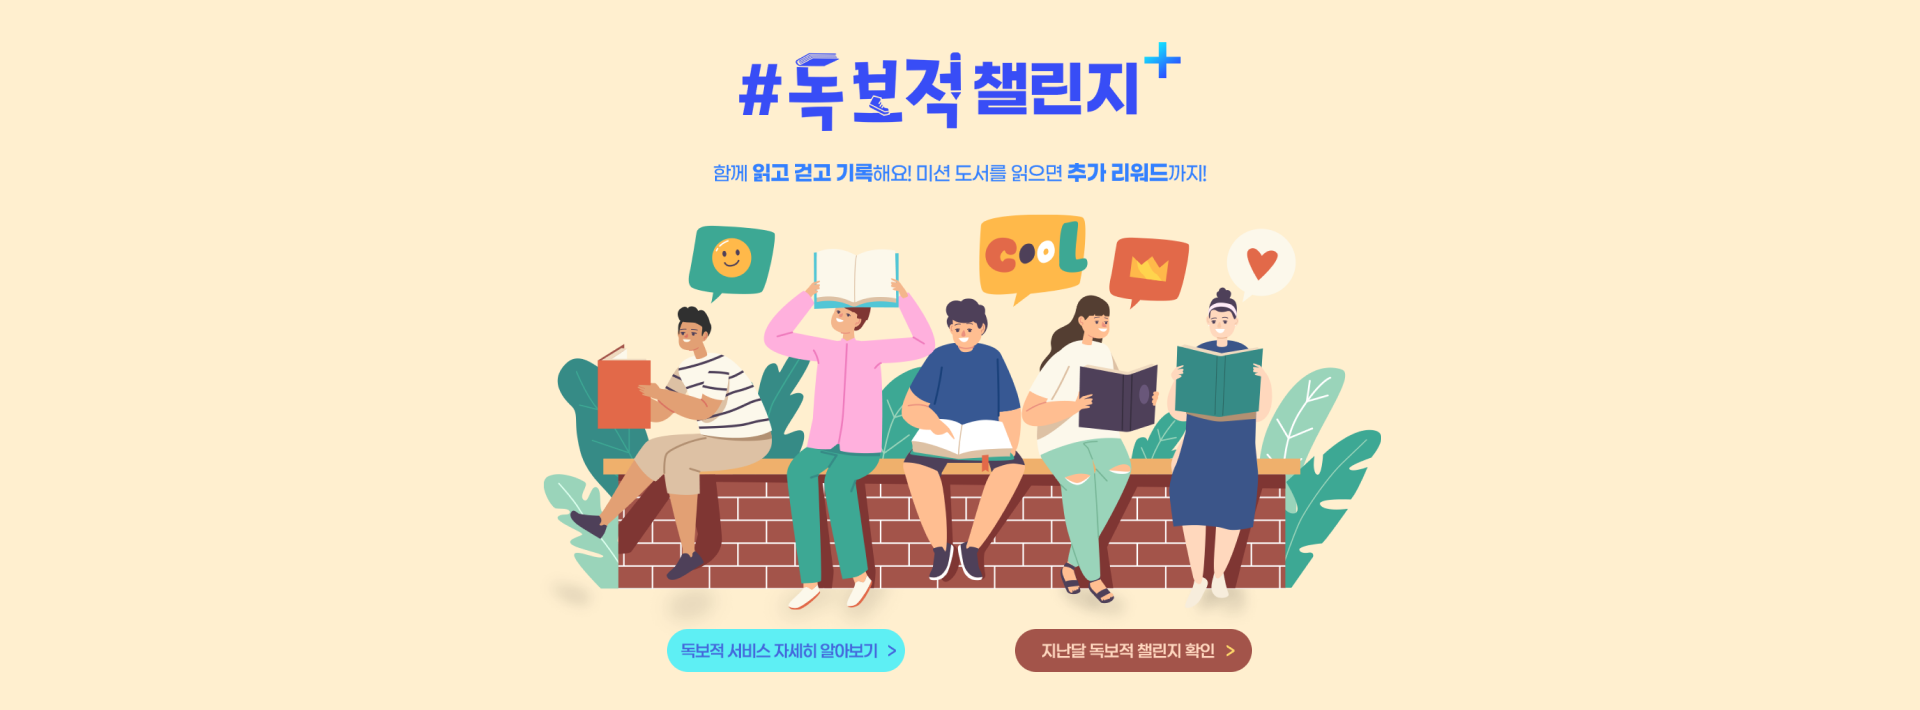 #독보적 챌린지+
함께 읽고 걷고 기록해요! 미션 도서를 읽으면 추가 리워드까지!
COOL
독보적 서비스 자세히 알아보기 >
지난달 독보적 챌린지 확인 >